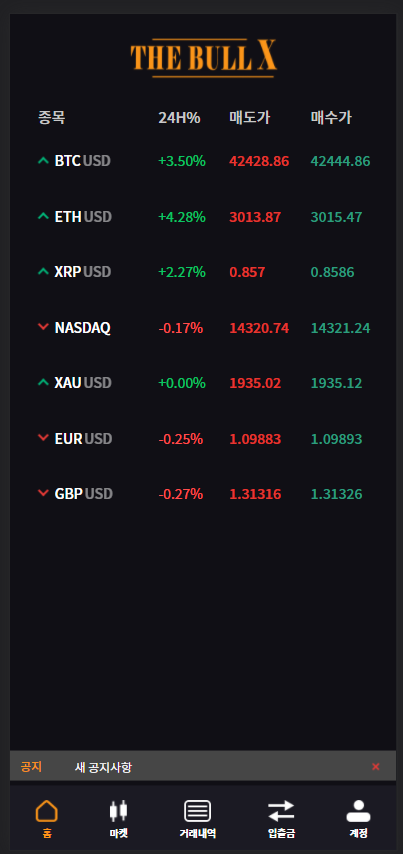 THE BULL X
종목 24H% 매도가 매수가
BTC USD +3.50% 42428.86 42444.86
ETH USD +4.28% 3013.87 3015.47
XRP USD +2.27% 0.857 0.8586
NASDAQ -0.17% 14320.74 14321.24
XAU USD +0.00% 1935.02 1935.12
EUR USD -0.25% 1.09883 1.09893
GBP USD -0.27% 1.31316 1.31326
공지 새 공지사항
홈 마켓 거래내역 입출금 계정